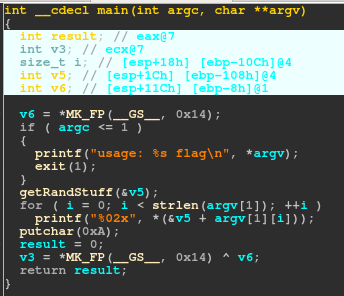 int __cdecl main(int argc, char **argv)
{
int result; // eax@7
int v3; // ecx@7
size_t i; // [esp+18h] [ebp-10Ch]@4
int v5; // [esp+1Ch] [ebp-108h]@4
int v6; // [esp+11Ch] [ebp-8h]@1
v6 = *MK_FP(__GS__, 0x14);
if ( argc <= 1 )
{
printf("usage: %s flag\n", *argv);
exit(1);
}
getRandStuff(&v5);
for ( i = 0; i < strlen(argv[1]); ++i )
printf("%02x", *(&v5 + argv[1][i]));
putchar(0xA);
result = 0;
v3 = *MK_FP(__GS__, 0x14) ^ v6;
return result;
}